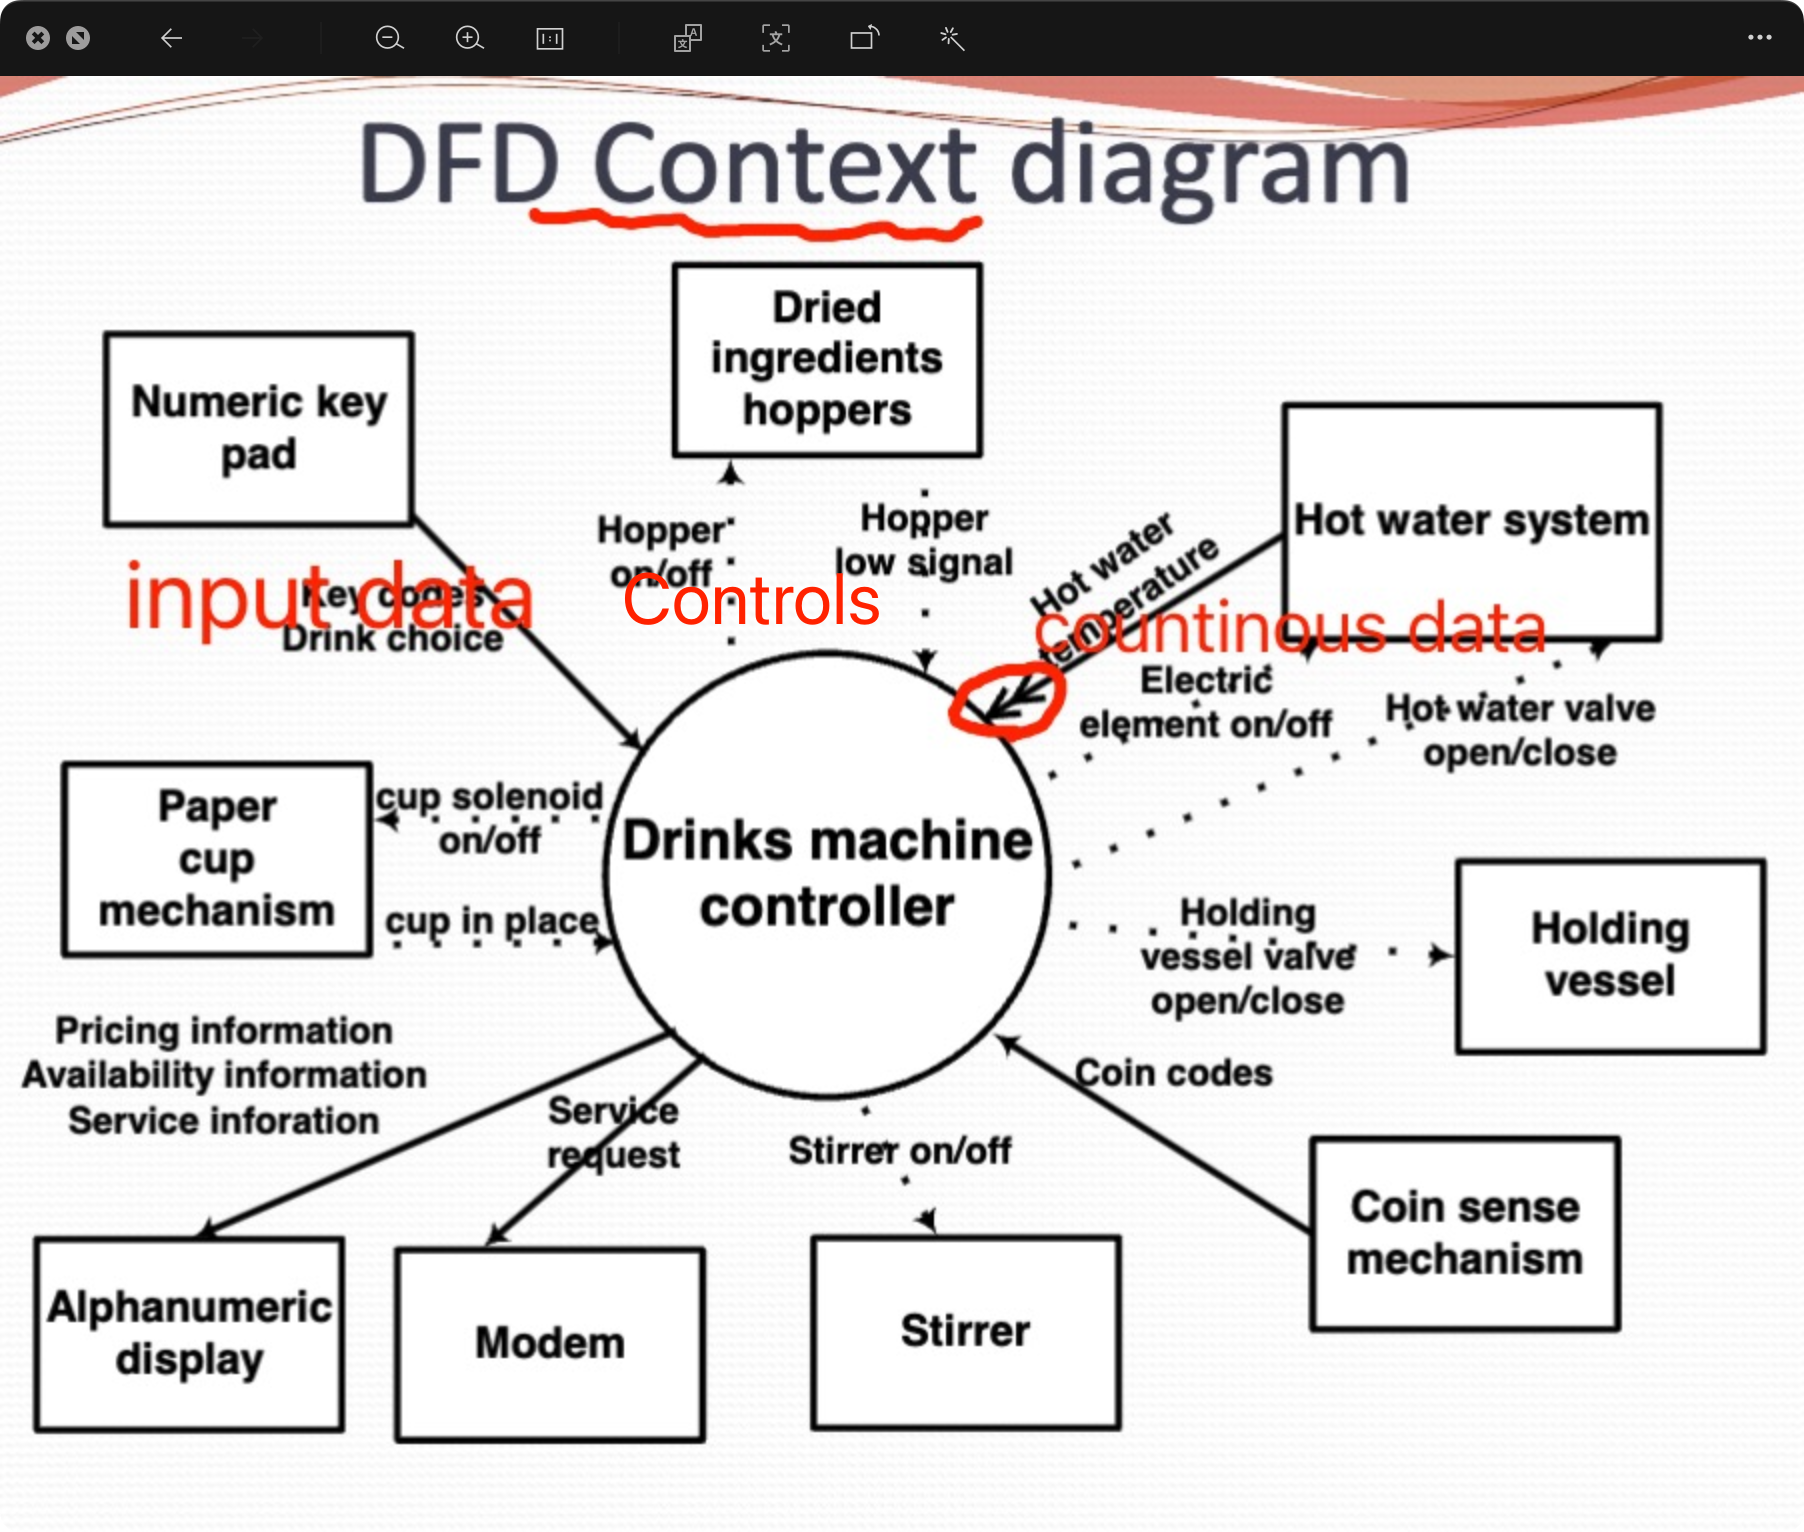 DFD Context diagram
Dried
ingredients
hoppers
Numeric key
pad
Hot water system
Hopper
on/off
Hopper
low signal
Hot water
temperature
input data
Key codes
Drink choice
Controls
countinous data
Electric
element on/off
Hot water valve
open/close
Paper
cup
mechanism
cup solenoid
on/off
cup in place
Drinks machine
controller
Holding
vessel valve
open/close
Holding
vessel
Pricing information
Availability information
Service inforation
Service
request
Stirrer on/off
Coin codes
Coin sense
mechanism
Alphanumeric
display
Modem
Stirrer